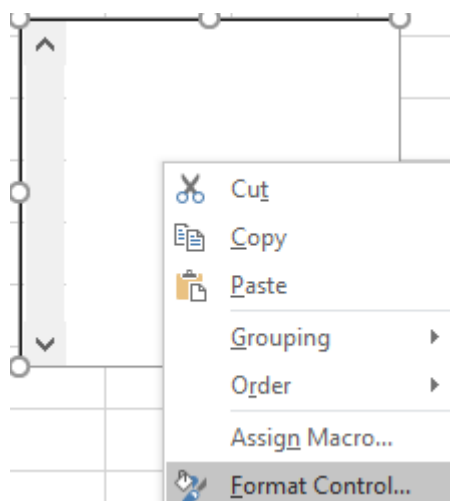 Cut
Copy
Paste
Grouping
Order
Assign Macro...
Format Control...